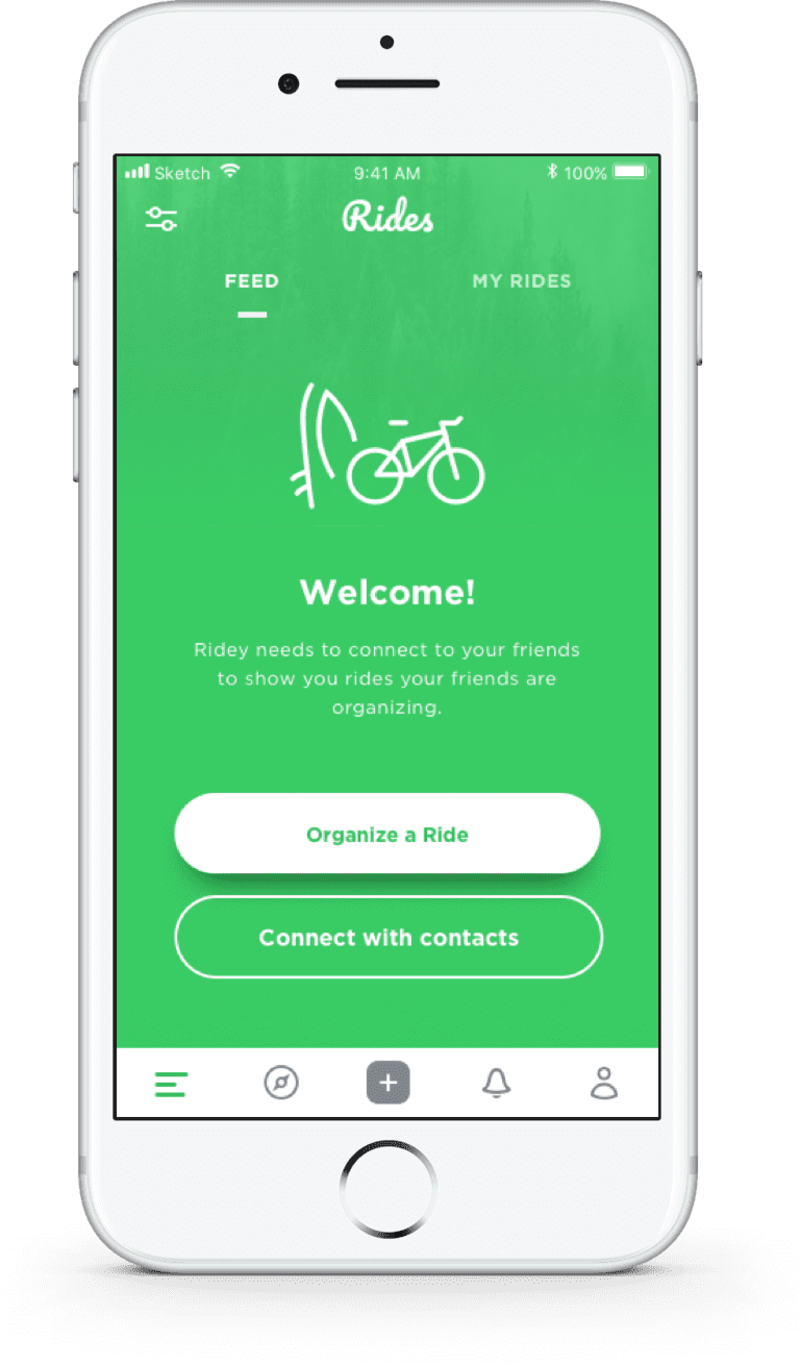 Sketch 9:41 AM 100%
Rides
FEED MY RIDES
Welcome!
Ridey needs to connect to your friends
to show you rides your friends are
organizing.
Organize a Ride
Connect with contacts